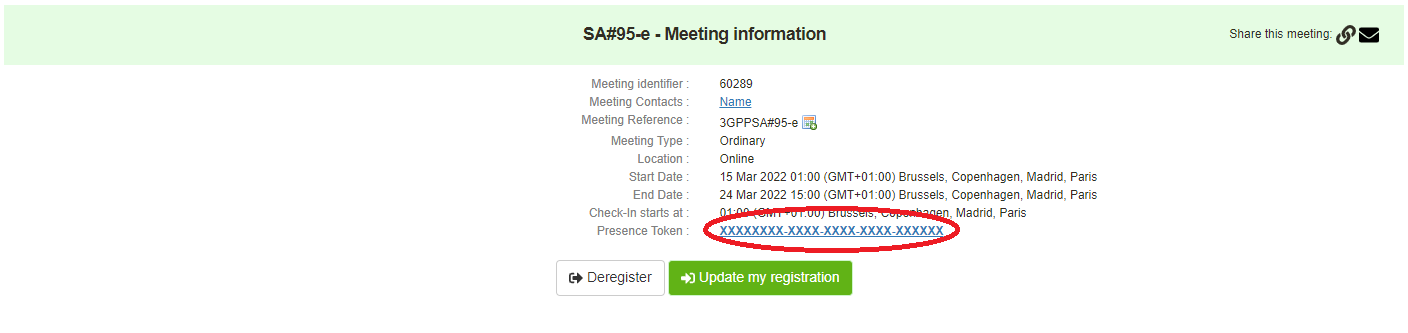 SA#95-e - Meeting information
Share this meeting:
Meeting identifier : 60289
Meeting Contacts : Name
Meeting Reference : 3GPPSA#95-e
Meeting Type : Ordinary
Location : Online
Start Date : 15 Mar 2022 01:00 (GMT+01:00) Brussels, Copenhagen, Madrid, Paris
End Date : 24 Mar 2022 15:00 (GMT+01:00) Brussels, Copenhagen, Madrid, Paris
Check-In starts at : 01:00 (GMT+01:00) Brussels, Copenhagen, Madrid, Paris
Presence Token : XXXXXXXX-XXXX-XXXX-XXXX-XXXXXX
Deregister Update my registration